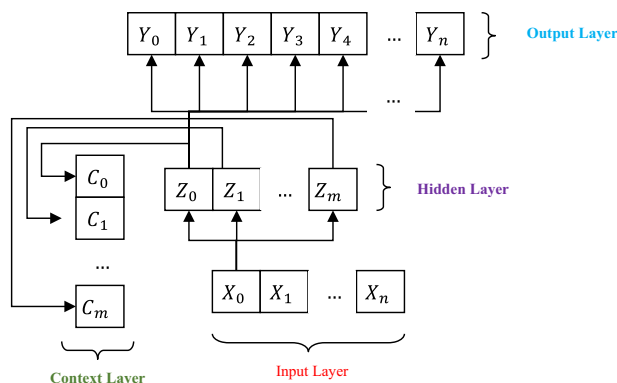 Y0 Y1 Y2 Y3 Y4 ... Yn
Output Layer
...
C0
C1
...
Cm
Z0 Z1 ... Zm
Hidden Layer
X0 X1 ... Xn
Input Layer
Context Layer